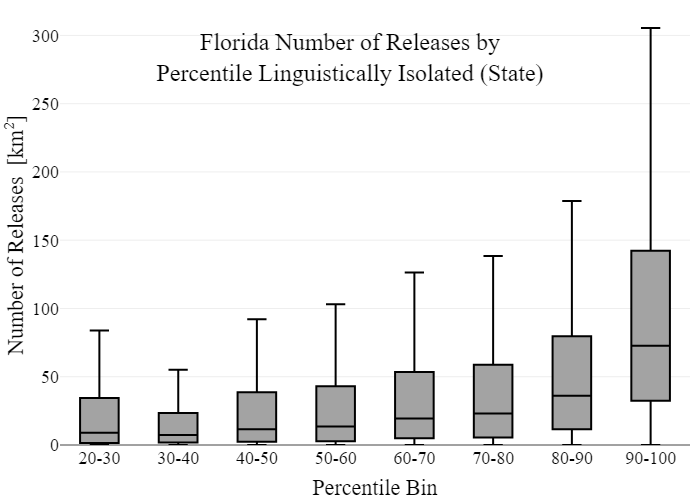 Florida Number of Releases by
Percentile Linguistically Isolated (State)
Number of Releases [km²]
300
250
200
150
100
50
0
20-30 30-40 40-50 50-60 60-70 70-80 80-90 90-100
Percentile Bin